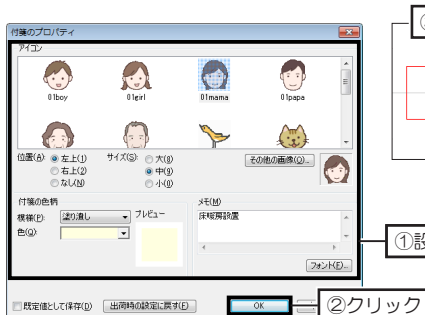 付箋のプロパティ
アイコン
01boy 01girl 01mama 01papa
位置(A) 左上(1) サイズ(S) 大(8) その他の画像(O)...
右上(2) 中(9)
なし(N) 小(0)
付箋の色柄 メモ(M)
模様(P): 塗り潰し プレビュー 床暖房設置
色(Q):
①設
フォント(F)...
既定値として保存(D) 出荷時の設定に戻す(E) OK ②クリック